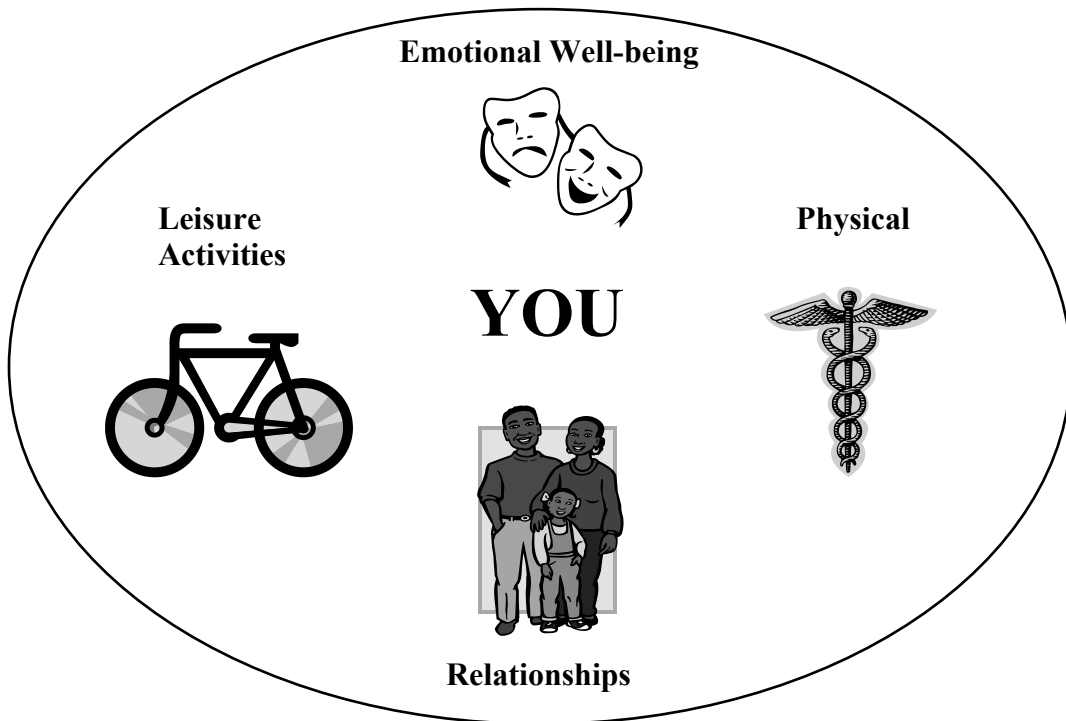 Emotional Well-being
Leisure
Activities
Physical
YOU
Relationships